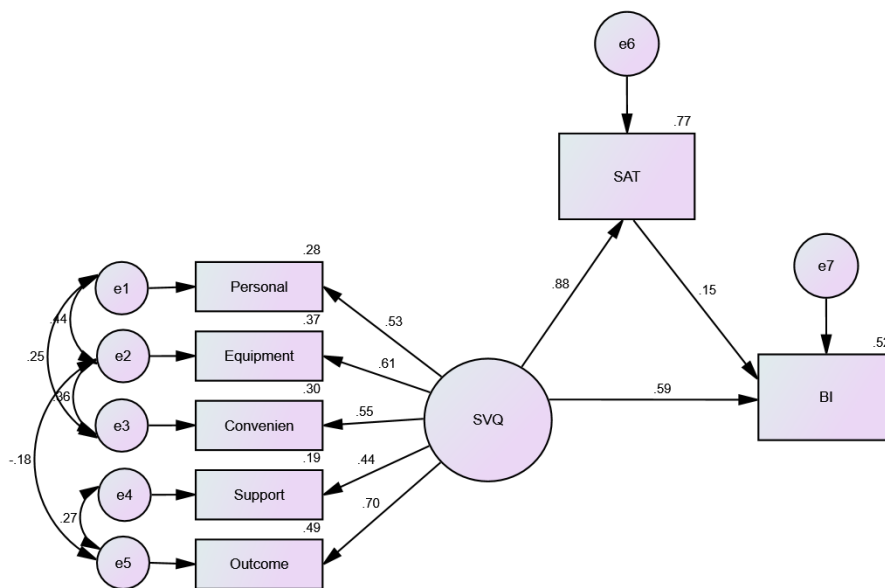 e6
.77
SAT
e7
.88
.15
.52
BI
.59
SVQ
.28
e1
Personal
.53
.44
.37
e2
Equipment
.61
.25
.36
.30
e3
Convenien
.55
-.18
.19
e4
Support
.44
.27
.49
e5
Outcome
.70